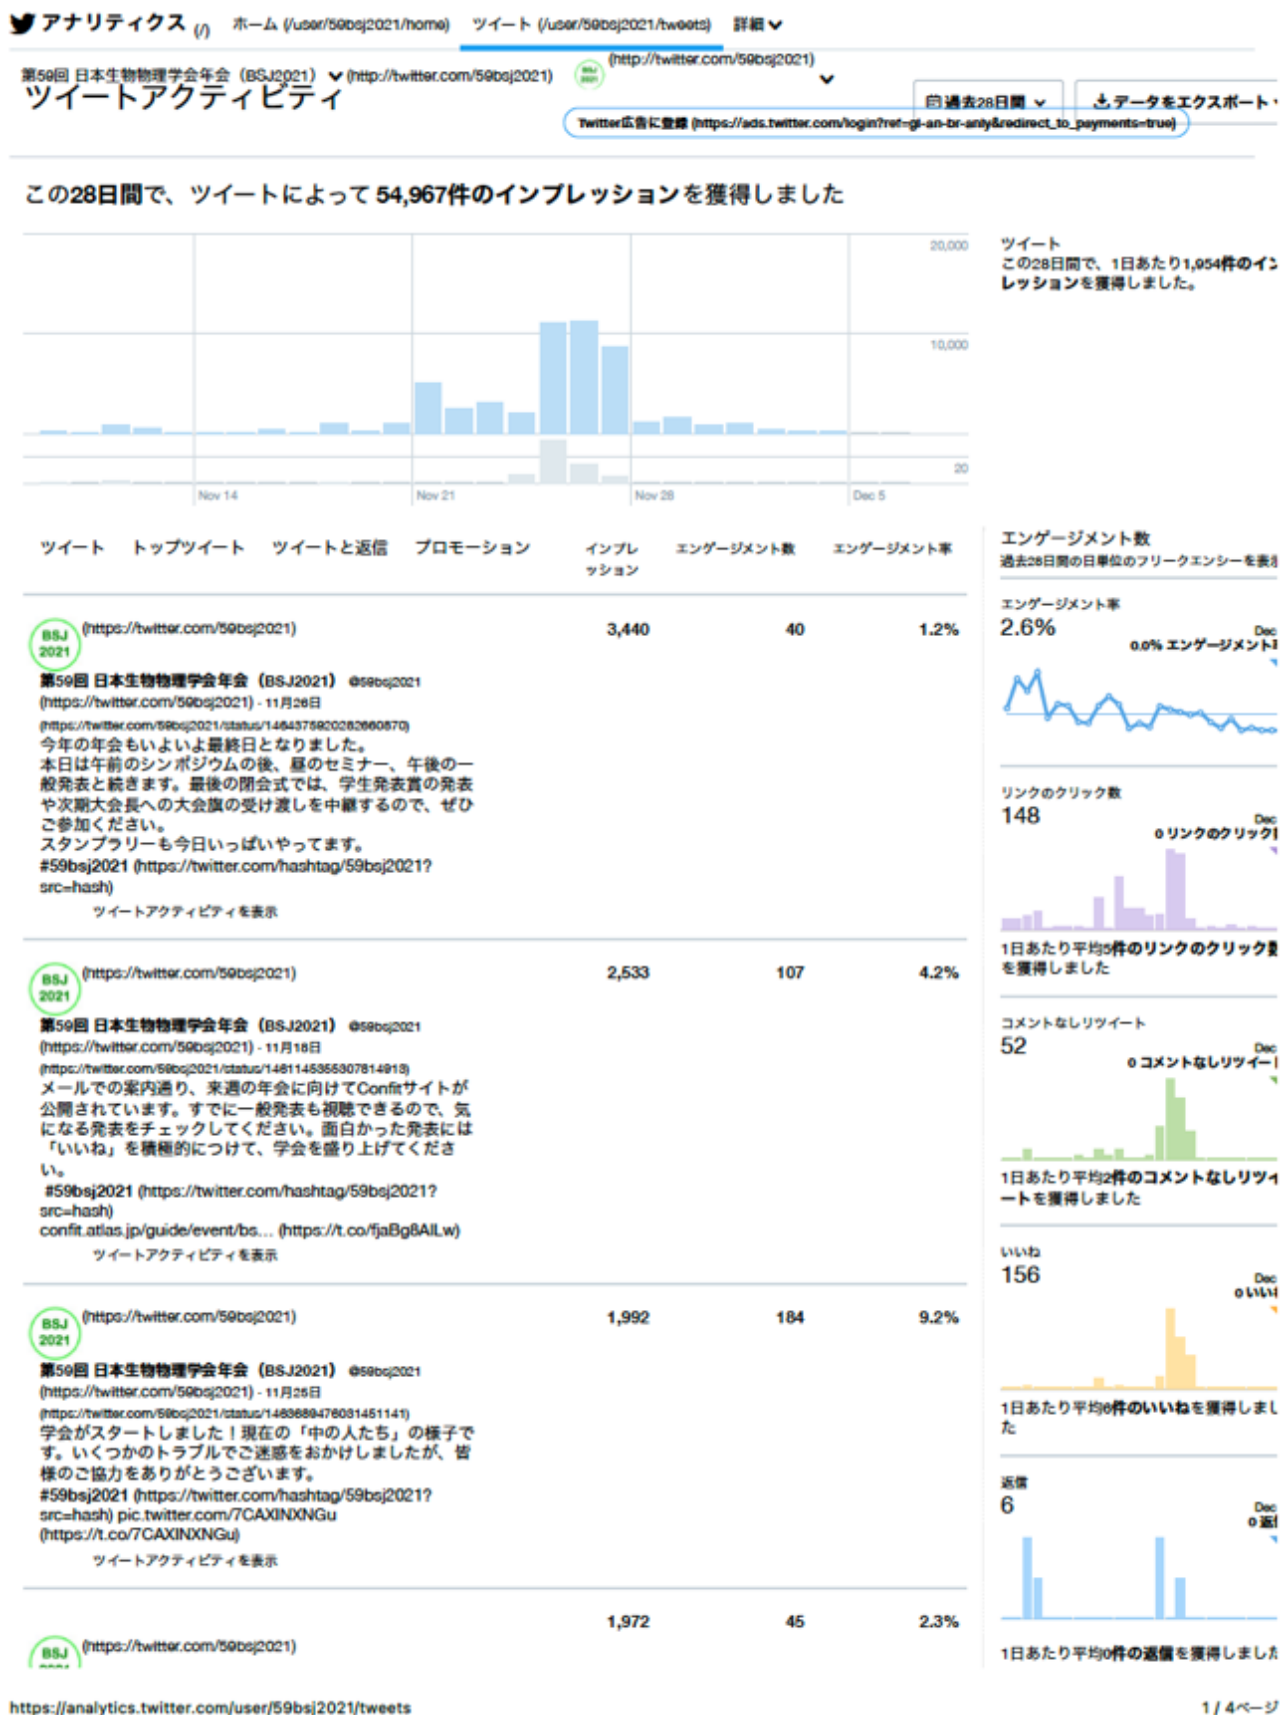 アナリティクス (/) ホーム (/user/59bsj2021/home) ツイート (/user/59bsj2021/tweets) 詳細
第59回 日本生物物理学会年会（BSJ2021） (http://twitter.com/59bsj2021) (http://twitter.com/59bsj2021)
ツイートアクティビティ
過去28日間 データをエクスポート
Twitter広告に登録 (https://ads.twitter.com/login?ref=gl-an-br-anly&redirect_to_payments=true)
この28日間で、ツイートによって 54,967件のインプレッションを獲得しました
20,000
10,000
20
Nov 14 Nov 21 Nov 28 Dec 5
ツイート
この28日間で、1日あたり1,954件のイン
レッションを獲得しました。
ツイート トップツイート ツイートと返信 プロモーション インプレ エンゲージメント数 エンゲージメント率
ッション
BSJ
2021
(https://twitter.com/59bsj2021) 3,440 40 1.2%
第59回 日本生物物理学会年会（BSJ2021） @59bsj2021
(https://twitter.com/59bsj2021) - 11月26日
(https://twitter.com/59bsj2021/status/1464375920282660870)
今年の年会もいよいよ最終日となりました。
本日は午前のシンポジウムの後、昼のセミナー、午後の一
般発表と続きます。最後の閉会式では、学生発表賞の発表
や次期大会長への大会旗の受け渡しを中継するので、ぜひ
ご参加ください。
スタンプラリーも今日いっぱいやってます。
#59bsj2021 (https://twitter.com/hashtag/59bsj2021?
src=hash)
ツイートアクティビティを表示
BSJ
2021
(https://twitter.com/59bsj2021) 2,533 107 4.2%
第59回 日本生物物理学会年会（BSJ2021） @59bsj2021
(https://twitter.com/59bsj2021) - 11月18日
(https://twitter.com/59bsj2021/status/1461145355307814913)
メールでの案内通り、来週の年会に向けてConfitサイトが
公開されています。すでに一般発表も視聴できるので、気
になる発表をチェックしてください。面白かった発表には
「いいね」を積極的につけて、学会を盛り上げてくださ
い。
#59bsj2021 (https://twitter.com/hashtag/59bsj2021?
src=hash)
confit.atlas.jp/guide/event/bs… (https://t.co/fjaBg8AILw)
ツイートアクティビティを表示
BSJ
2021
(https://twitter.com/59bsj2021) 1,992 184 9.2%
第59回 日本生物物理学会年会（BSJ2021） @59bsj2021
(https://twitter.com/59bsj2021) - 11月25日
(https://twitter.com/59bsj2021/status/1463689476031451141)
学会がスタートしました！現在の「中の人たち」の様子で
す。いくつかのトラブルでご迷惑をおかけしましたが、皆
様のご協力をありがとうございます。
#59bsj2021 (https://twitter.com/hashtag/59bsj2021?
src=hash) pic.twitter.com/7CAXINXNGu
(https://t.co/7CAXINXNGu)
ツイートアクティビティを表示
1,972 45 2.3%
BSJ
(https://twitter.com/59bsj2021)
エンゲージメント数
過去28日間の日単位のフリークエンシーを表示
エンゲージメント率
2.6% Dec
0.0% エンゲージメント率
リンクのクリック数
148 Dec
0 リンクのクリック数
1日あたり平均5件のリンクのクリック数
を獲得しました
コメントなしリツイート
52 Dec
0 コメントなしリツイート
1日あたり平均2件のコメントなしリツイ
ートを獲得しました
いいね
156 Dec
0 いいね
1日あたり平均6件のいいねを獲得しまし
た
返信
6 Dec
0 返信
1日あたり平均0件の返信を獲得しました
https://analytics.twitter.com/user/59bsj2021/tweets 1 / 4ページ